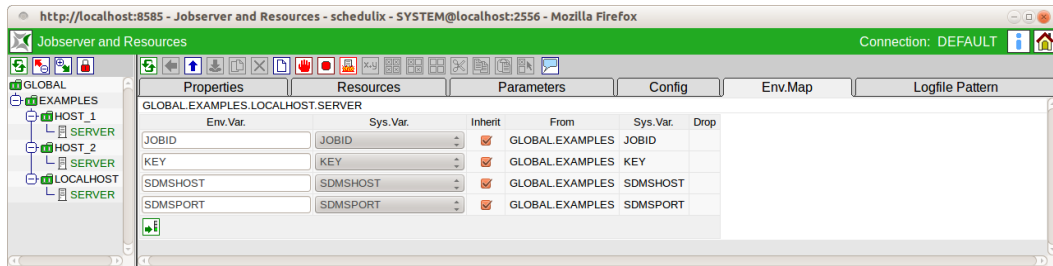 http://localhost:8585 - Jobserver and Resources - schedulix - SYSTEM@localhost:2556 - Mozilla Firefox
Jobserver and Resources
Connection: DEFAULT
GLOBAL
EXAMPLES
HOST_1
SERVER
HOST_2
SERVER
LOCALHOST
SERVER
x-y
Properties Resources Parameters Config Env.Map Logfile Pattern
GLOBAL.EXAMPLES.LOCALHOST.SERVER
Env.Var. Sys.Var. Inherit From Sys.Var. Drop
JOBID JOBID GLOBAL.EXAMPLES JOBID
KEY KEY GLOBAL.EXAMPLES KEY
SDMSHOST SDMSHOST GLOBAL.EXAMPLES SDMSHOST
SDMSPORT SDMSPORT GLOBAL.EXAMPLES SDMSPORT